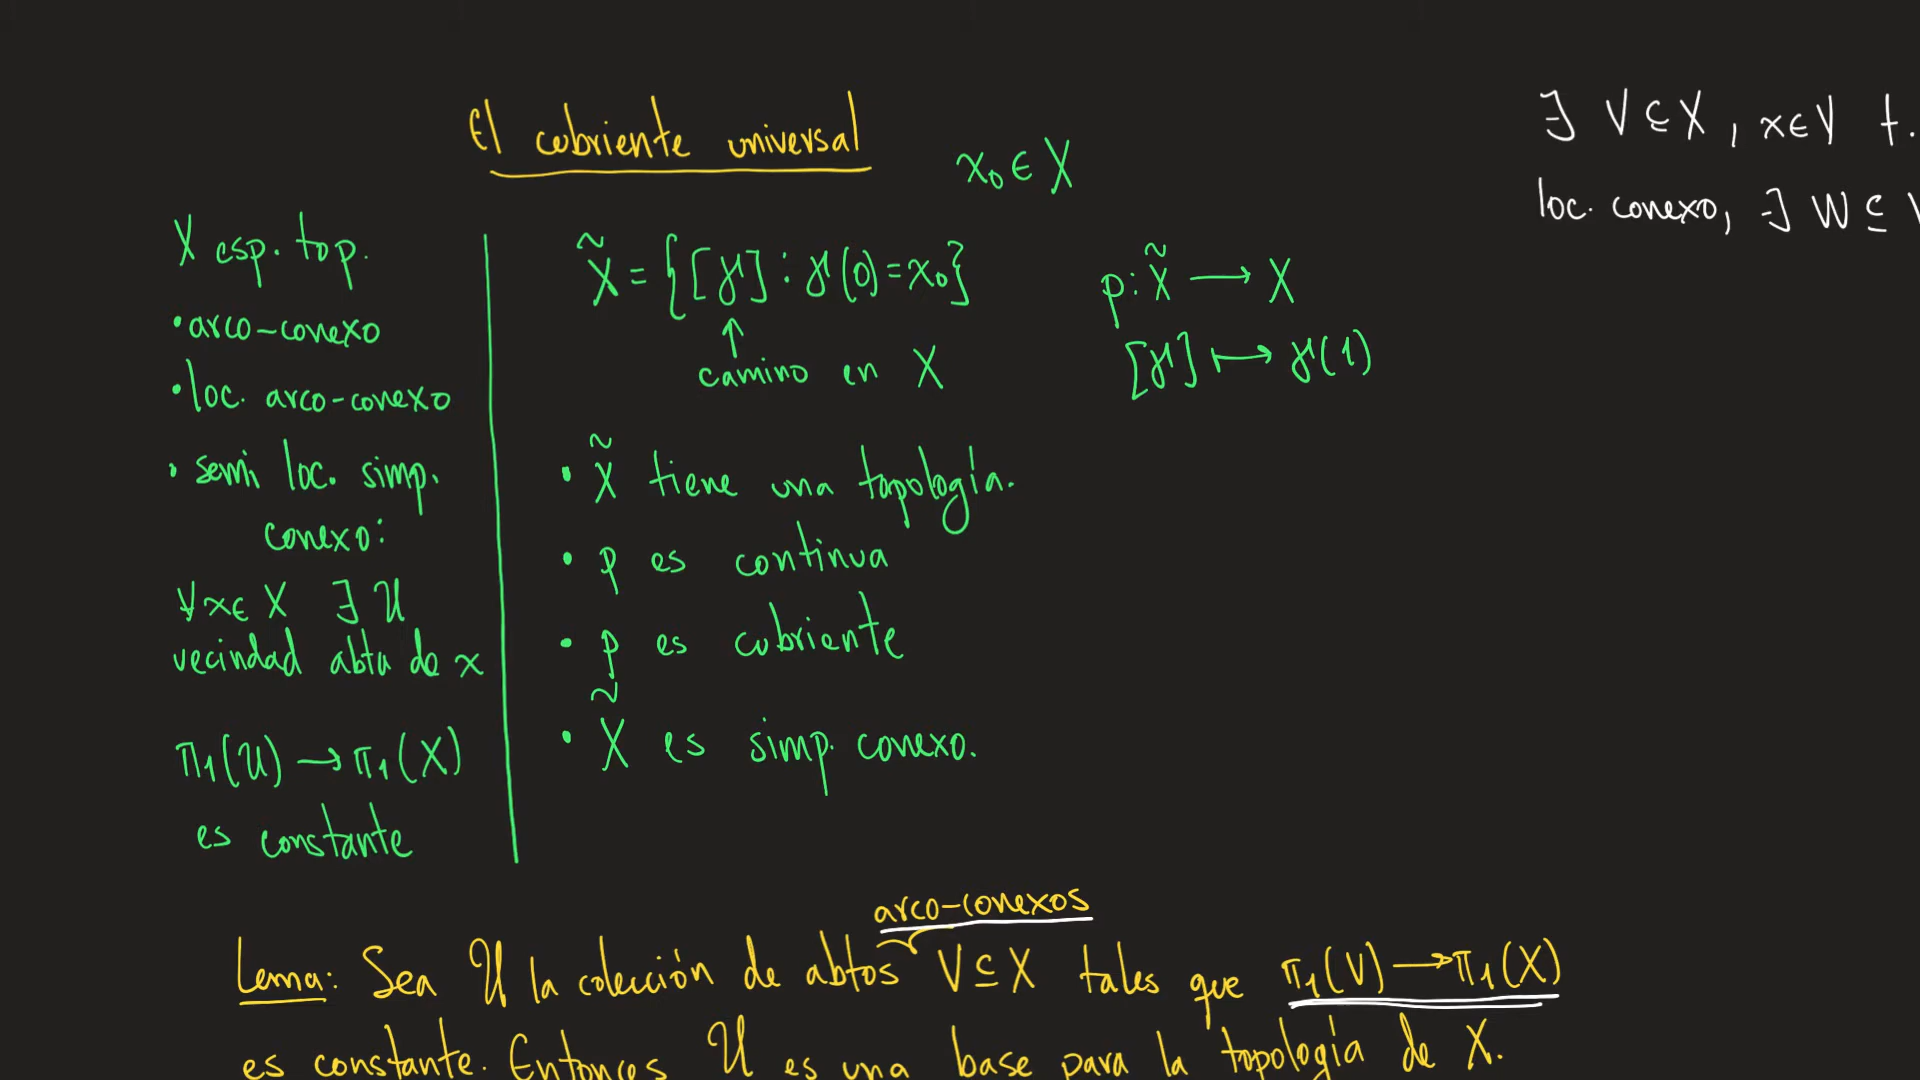 El cubriente universal
x₀ ∈ X
X esp. top.
• arco-conexo
• loc. arco-conexo
• semi loc. simp.
conexo:
∀x∈X ∃ U
vecindad abta de x
π₁(U) → π₁(X)
es constante
X̃ = {[γ] : γ(0) = x₀}
↑
camino en X
p: X̃ → X
[γ] ↦ γ(1)
• X̃ tiene una topología.
• p es continua
• p es cubriente
• X̃ es simp. conexo.
∃ V ⊆ X, x∈V t.
loc. conexo, ∃ W ⊆
arco-conexos
Lema: Sea U la colección de abtos V ⊆ X tales que π₁(V) → π₁(X)
es constante. Entonces U es una base para la topología de X.